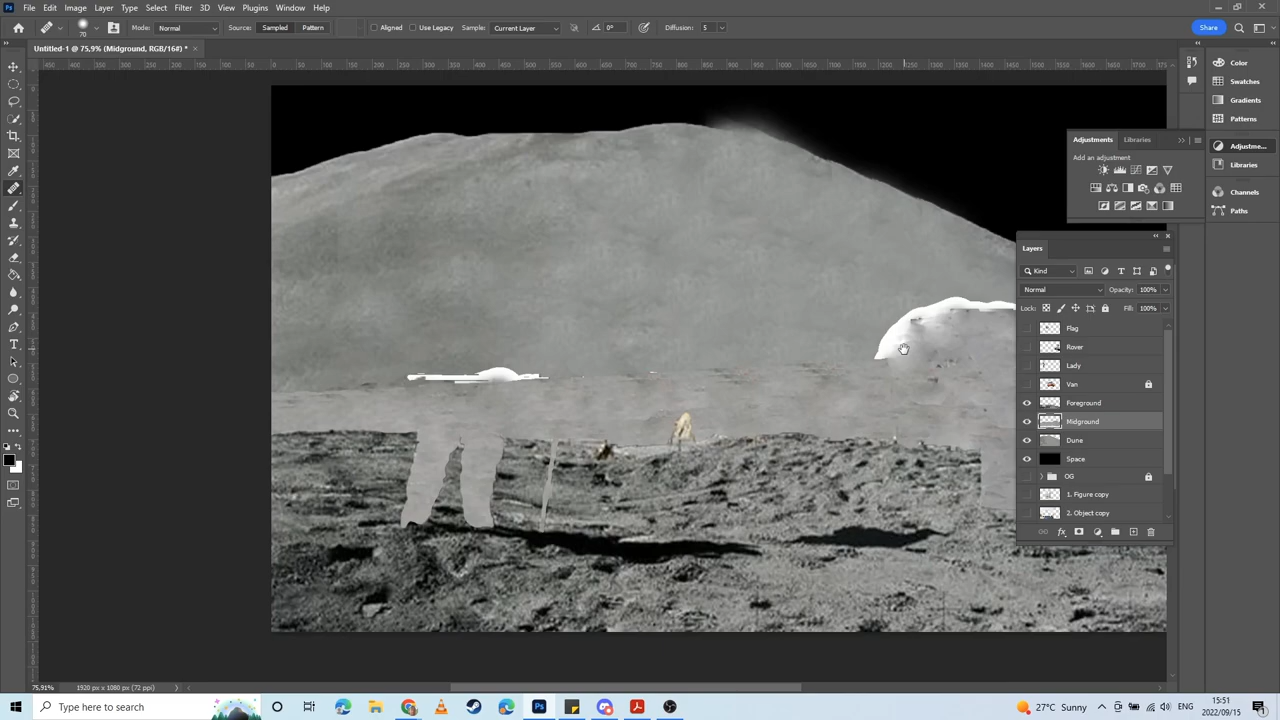 Ps File Edit Image Layer Type Select Filter 3D View Plugins Window Help
70 Mode: Normal Source: Sampled Pattern Aligned Use Legacy Sample: Current Layer 0° Diffusion: 5 Share
Untitled-1 @ 75,9% (Midground, RGB/16#) *
Color
Swatches
Gradients
Patterns
Adjustme...
Libraries
Channels
Paths
Adjustments Libraries
Add an adjustment
Layers
Kind
Normal Opacity: 100%
Lock: Fill: 100%
Flag
Rover
Lady
Van
Foreground
Midground
Dune
Space
OG
1. Figure copy
2. Object copy
fx
75,91% 1920 px x 1080 px (72 ppi)
Type here to search
27°C Sunny ENG
15:51
2022/09/15